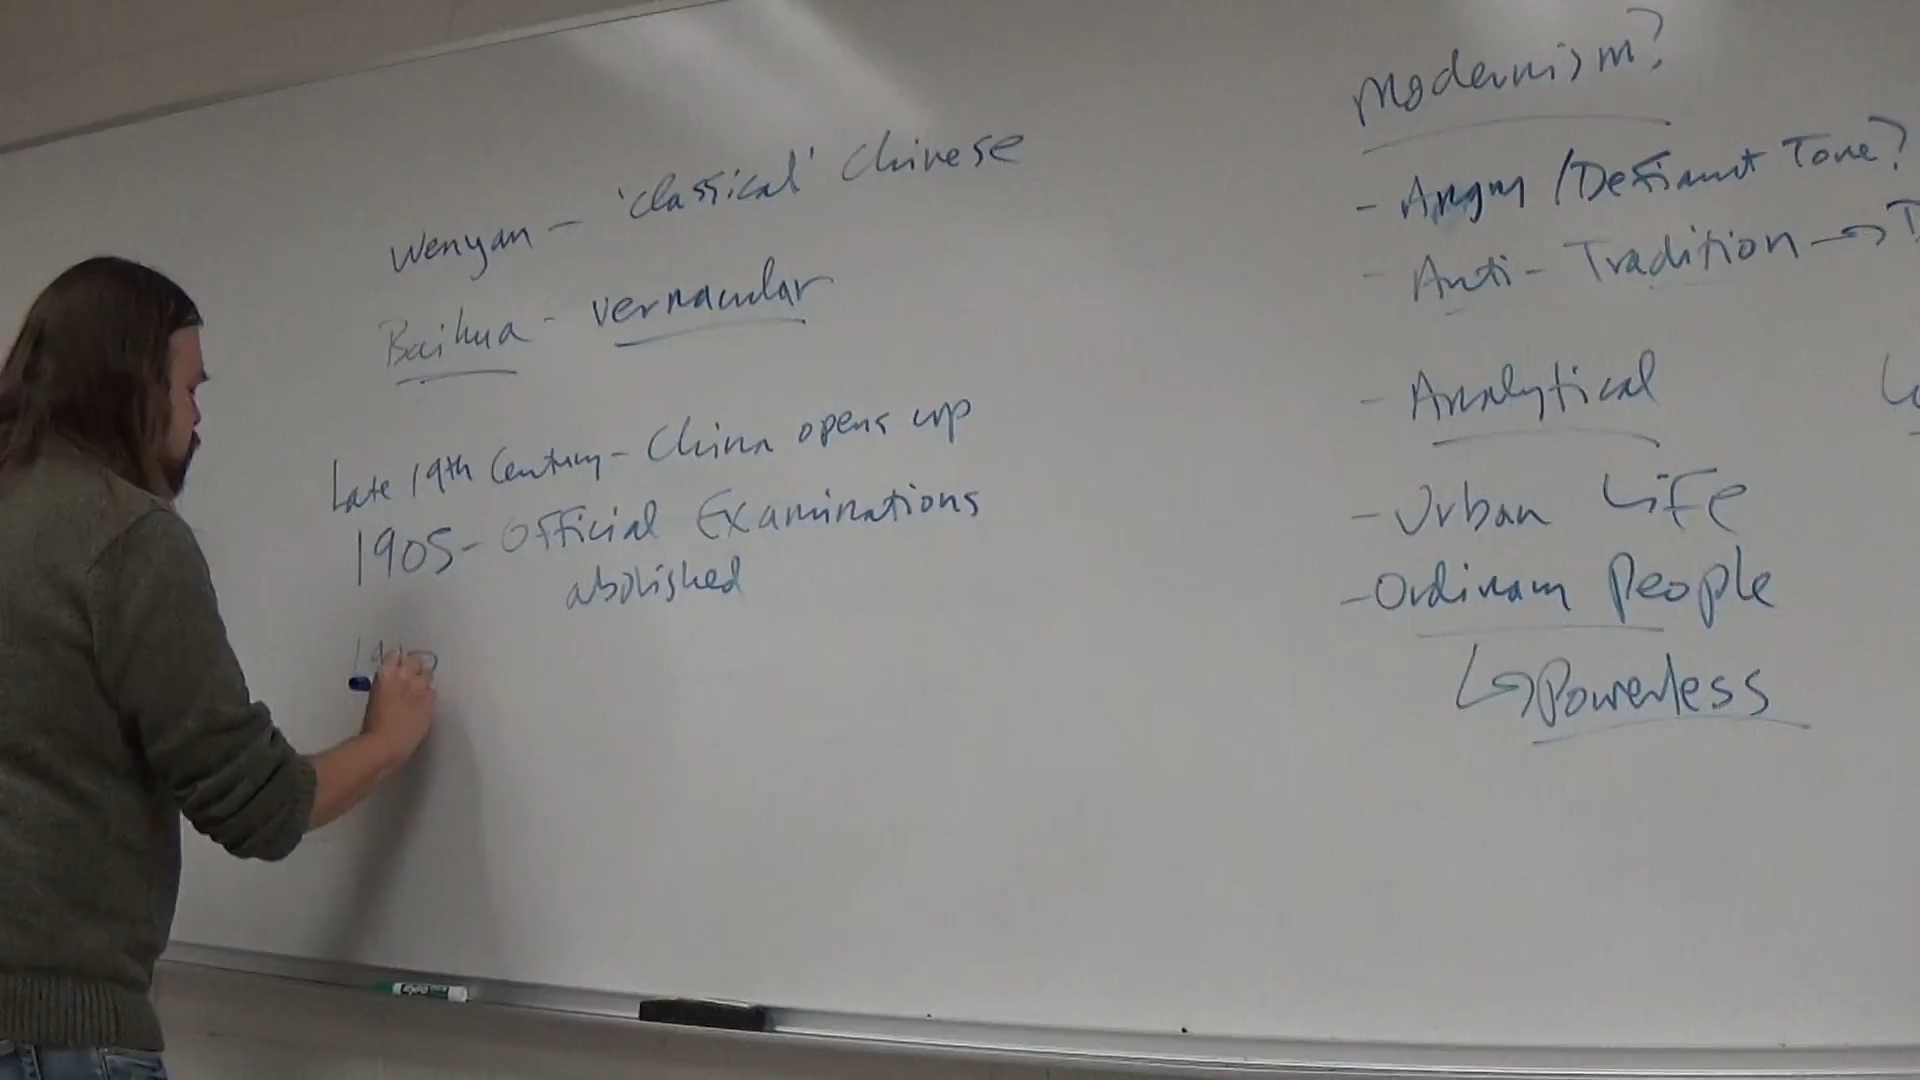 Wenyan - 'classical' Chinese
Baihua - vernacular
Late 19th Century - China opens up
1905 - Official Examinations
abolished
Modernism?
- Angry / Defiant Tone?
- Anti - Tradition →
- Analytical
- Urban Life
- Ordinary People
↳ Powerless